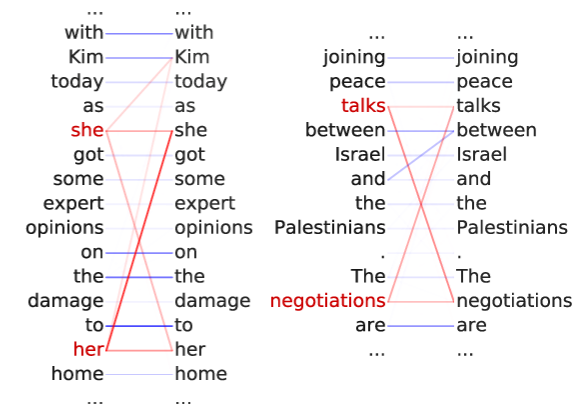 ... ...
with with
Kim Kim
today today
as as
she she
got got
some some
expert expert
opinions opinions
on on
the the
damage damage
to to
her her
home home
... ...
... ...
joining joining
peace peace
talks talks
between between
Israel Israel
and and
the the
Palestinians Palestinians
. .
The The
negotiations negotiations
are are
... ...